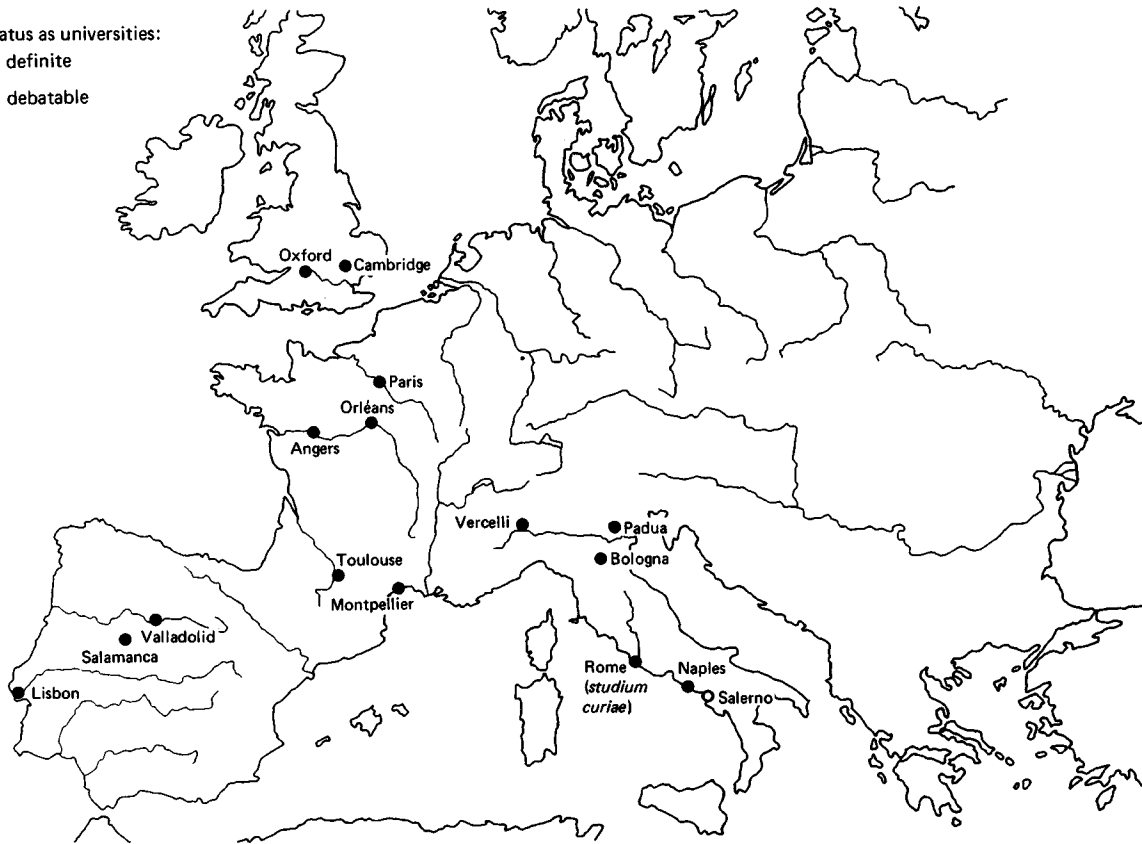 atus as universities:
definite
debatable
Oxford
Cambridge
Paris
Orléans
Angers
Vercelli
Padua
Bologna
Toulouse
Montpellier
Valladolid
Salamanca
Lisbon
Rome
(studium
curiae)
Naples
Salerno